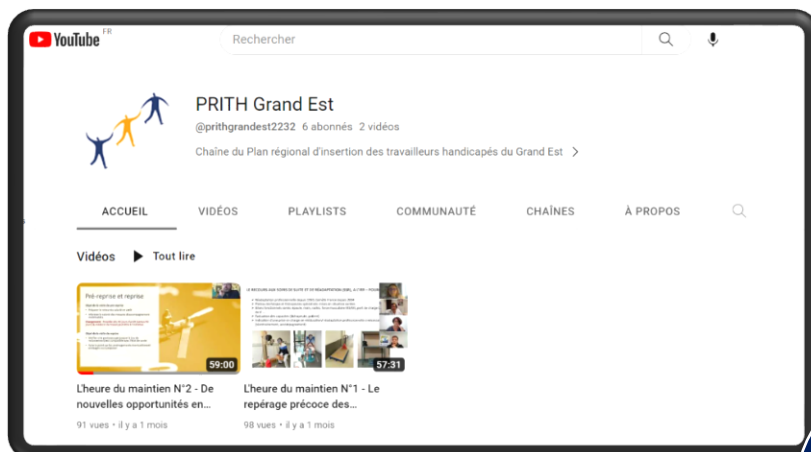 YouTube FR
Rechercher
PRITH Grand Est
@prithgrandest2232 6 abonnés 2 vidéos
Chaîne du Plan régional d'insertion des travailleurs handicapés du Grand Est >
ACCUEIL VIDÉOS PLAYLISTS COMMUNAUTÉ CHAÎNES À PROPOS
Vidéos Tout lire
Pré-reprise et reprise
59:00
57:31
L'heure du maintien N°2 - De
nouvelles opportunités en...
91 vues • il y a 1 mois
L'heure du maintien N°1 - Le
repérage précoce des...
98 vues • il y a 1 mois